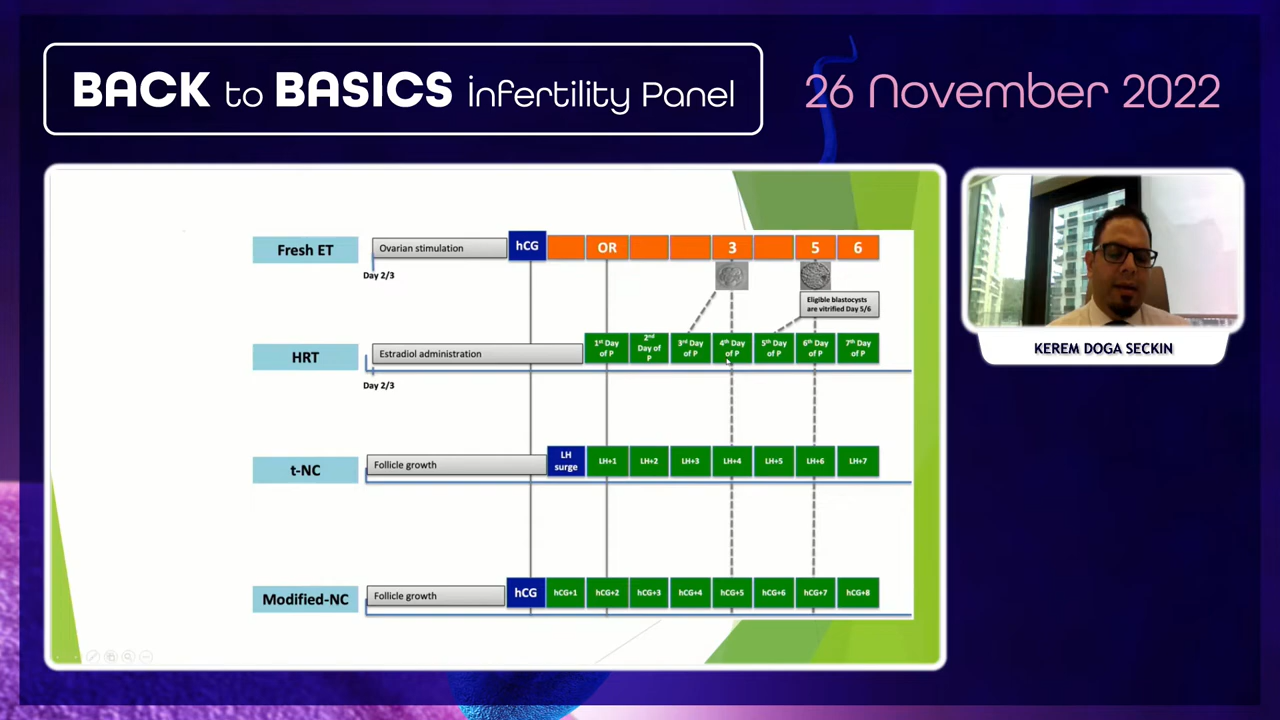 BACK to BASICS infertility Panel
26 November 2022
Fresh ET
Ovarian stimulation
hCG
OR
3
5
6
Day 2/3
Eligible blastocysts
are vitrified Day 5/6
HRT
Estradiol administration
1st Day
of P
2nd
Day of
P
3rd Day
of P
4th Day
of P
5th Day
of P
6th Day
of P
7th Day
of P
Day 2/3
t-NC
Follicle growth
LH
surge
LH+1
LH+2
LH+3
LH+4
LH+5
LH+6
LH+7
Modified-NC
Follicle growth
hCG
hCG+1
hCG+2
hCG+3
hCG+4
hCG+5
hCG+6
hCG+7
hCG+8
KEREM DOGA SECKIN